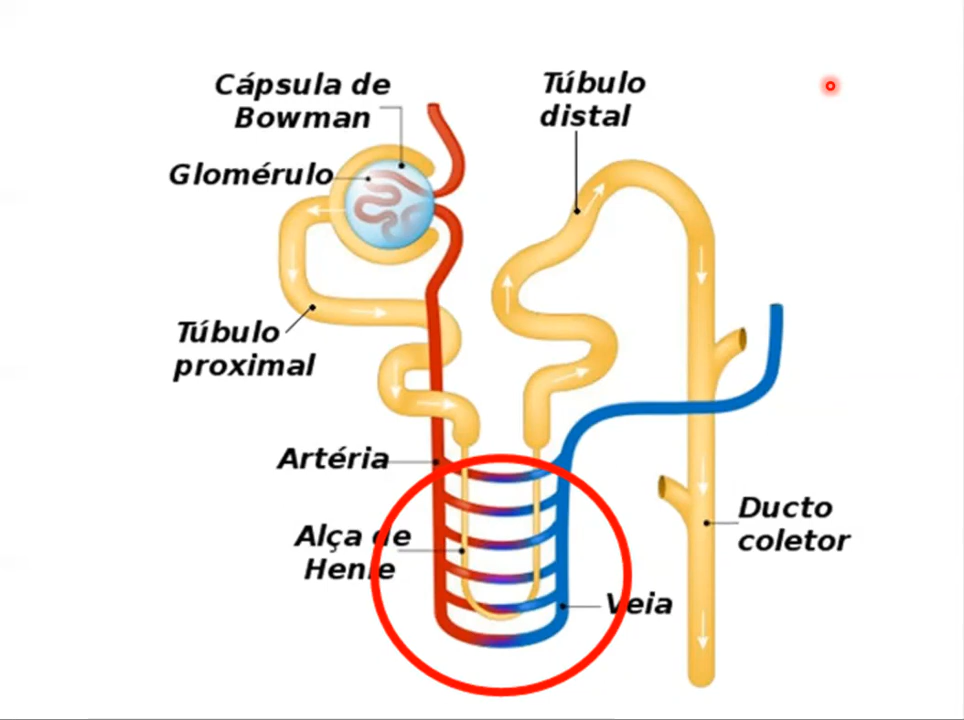 Cápsula de
Bowman
Glomérulo
Túbulo
distal
Túbulo
proximal
Artéria
Alça de
Henle
Veia
Ducto
coletor